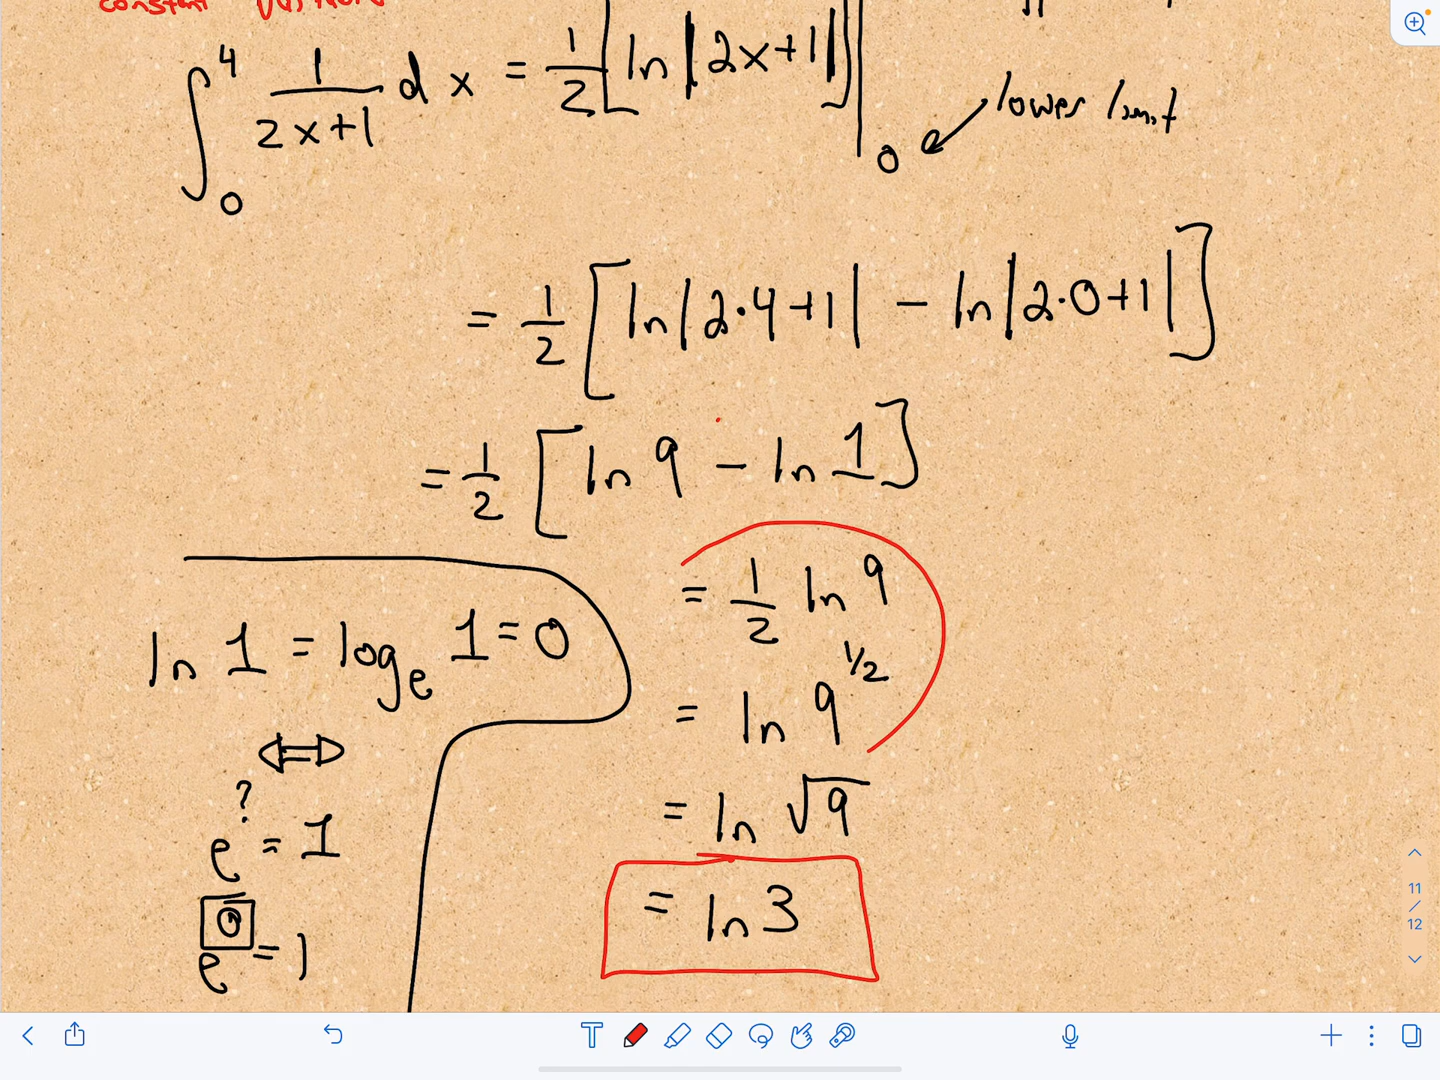 constant
∫₀⁴ 1/(2x+1) dx = 1/2 [ln|2x+1|] |₀
lower limit
= 1/2 [ln|2·4+1| − ln|2·0+1|]
= 1/2 [ln 9 − ln 1]
= 1/2 ln 9
= ln 9^1/2
= ln √9
= ln 3
ln 1 = logₑ 1 = 0
⇔
e^? = 1
e^0 = 1
11
/
12
T